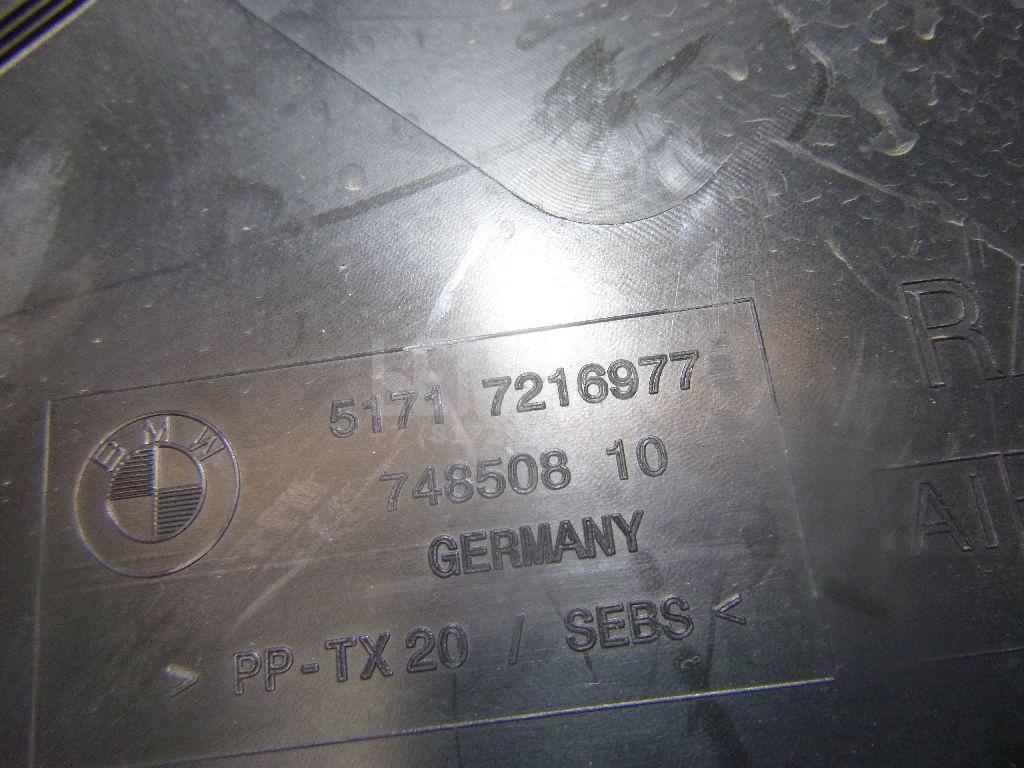 BMW
5171 7216977
748508 10
GERMANY
> PP-TX20 / SEBS <